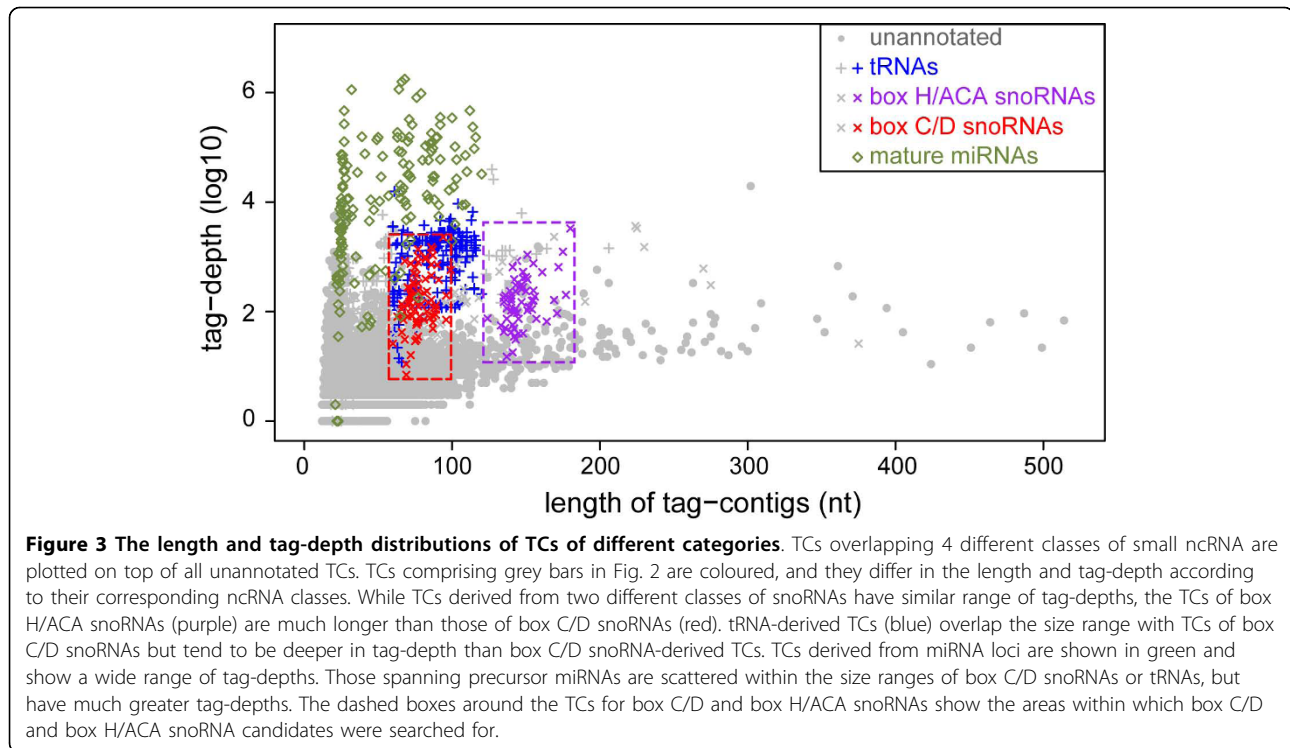 unannotated
tRNAs
box H/ACA snoRNAs
box C/D snoRNAs
mature miRNAs
tag-depth (log10)
6
4
2
0
0 100 200 300 400 500
length of tag-contigs (nt)
Figure 3 The length and tag-depth distributions of TCs of different categories. TCs overlapping 4 different classes of small ncRNA are
plotted on top of all unannotated TCs. TCs comprising grey bars in Fig. 2 are coloured, and they differ in the length and tag-depth according
to their corresponding ncRNA classes. While TCs derived from two different classes of snoRNAs have similar range of tag-depths, the TCs of box
H/ACA snoRNAs (purple) are much longer than those of box C/D snoRNAs (red). tRNA-derived TCs (blue) overlap the size range with TCs of box
C/D snoRNAs but tend to be deeper in tag-depth than box C/D snoRNA-derived TCs. TCs derived from miRNA loci are shown in green and
show a wide range of tag-depths. Those spanning precursor miRNAs are scattered within the size ranges of box C/D snoRNAs or tRNAs, but
have much greater tag-depths. The dashed boxes around the TCs for box C/D and box H/ACA snoRNAs show the areas within which box C/D
and box H/ACA snoRNA candidates were searched for.